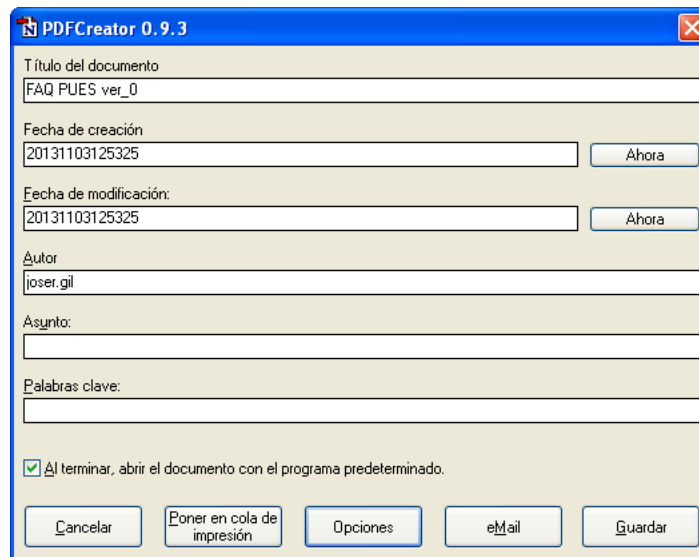 PDFCreator 0.9.3
Título del documento
FAQ PUES ver_0
Fecha de creación
20131103125325
Ahora
Fecha de modificación:
20131103125325
Ahora
Autor
joser.gil
Asunto:
Palabras clave:
Al terminar, abrir el documento con el programa predeterminado.
Cancelar
Poner en cola de
impresión
Opciones
eMail
Guardar